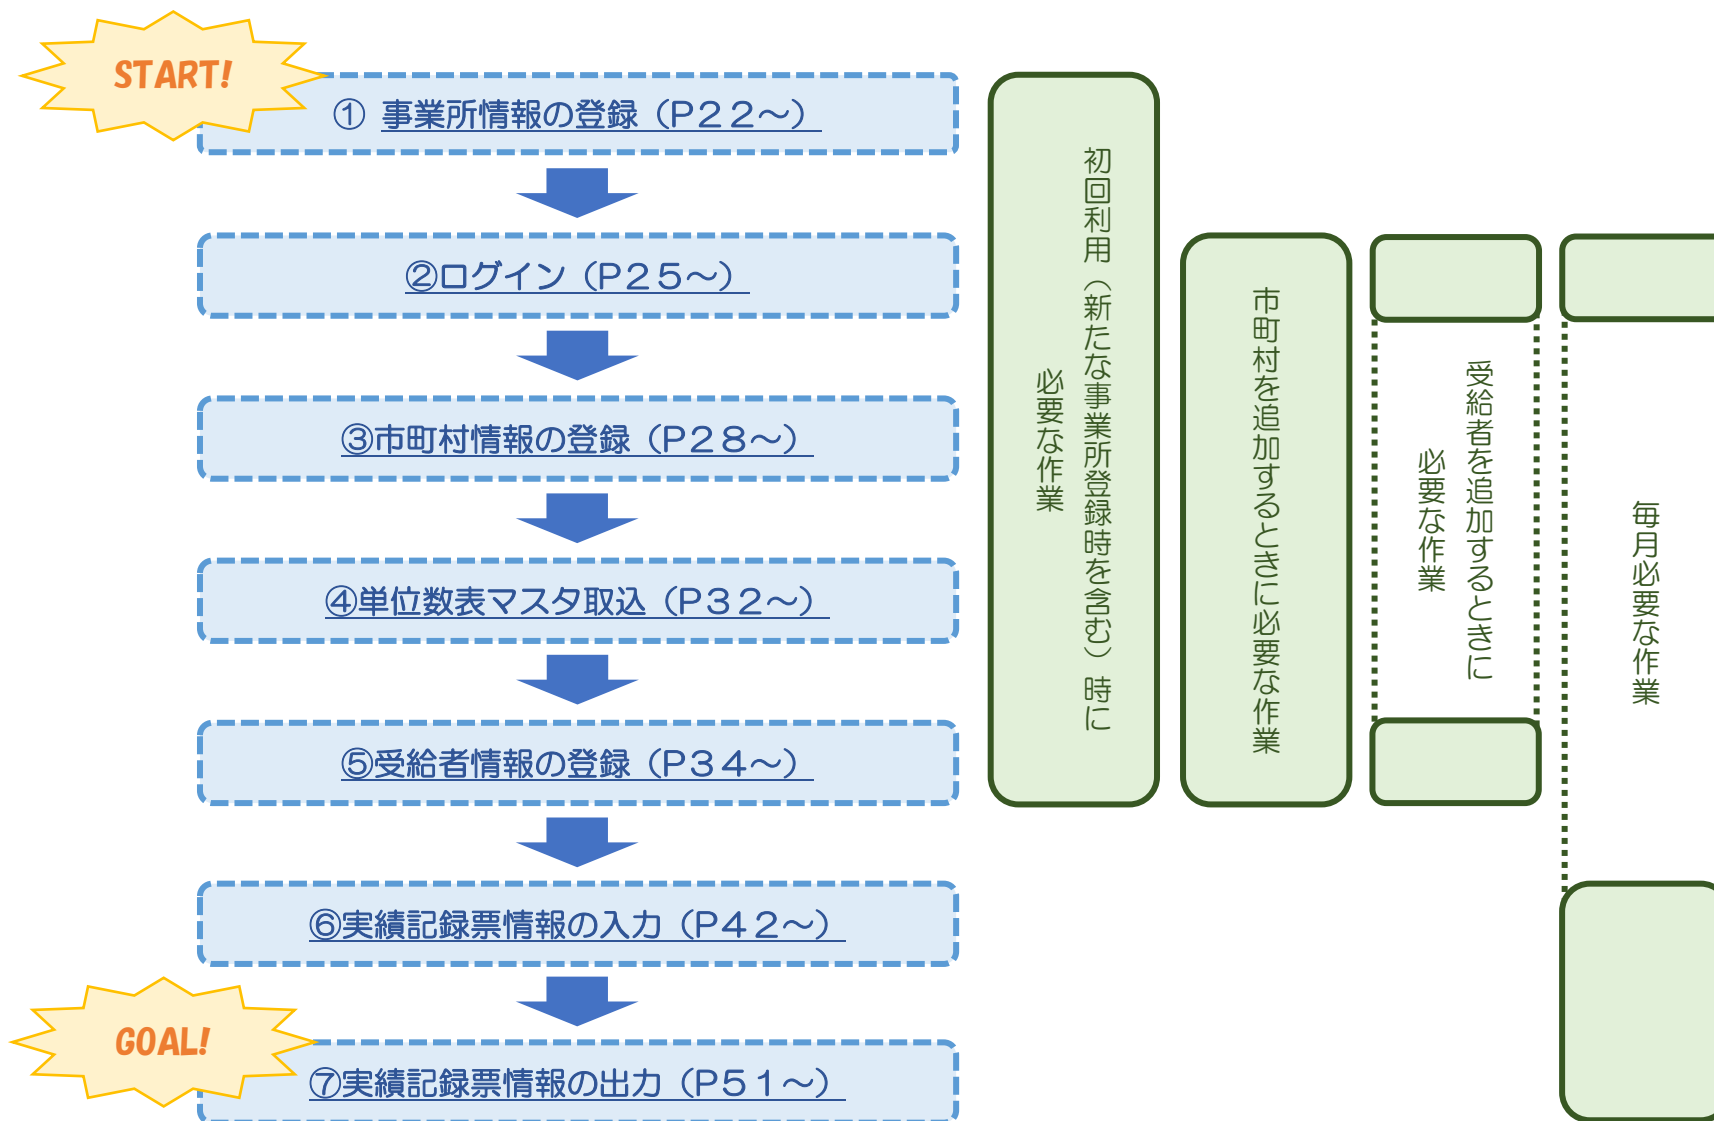 START!
① 事業所情報の登録（P２２～）
②ログイン（P２５～）
③市町村情報の登録（P２８～）
④単位数表マスタ取込（P３２～）
⑤受給者情報の登録（P３４～）
⑥実績記録票情報の入力（P４２～）
GOAL!
⑦実績記録票情報の出力（P５１～）
初回利用（新たな事業所登録時を含む）時に
必要な作業
市町村を追加するときに必要な作業
受給者を追加するときに
必要な作業
毎月必要な作業